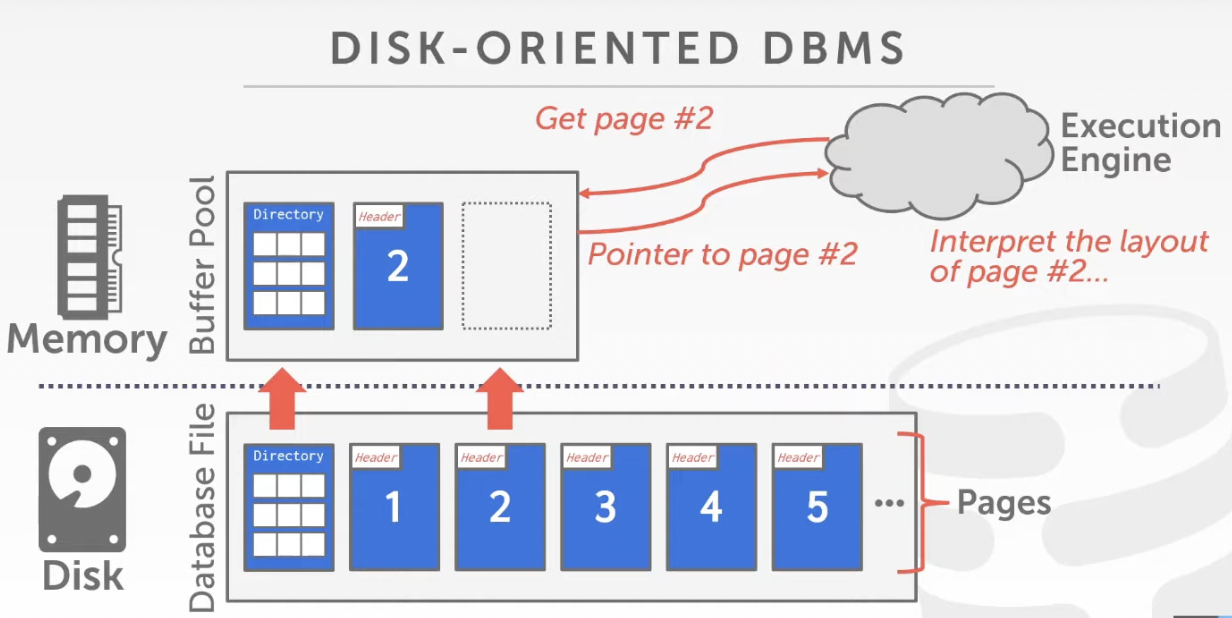 DISK-ORIENTED DBMS
Get page #2
Execution
Engine
Pointer to page #2
Interpret the layout
of page #2...
Memory
Buffer Pool
Directory
Header
2
Disk
Database File
Directory
Header
1
Header
2
Header
3
Header
4
Header
5
...
Pages